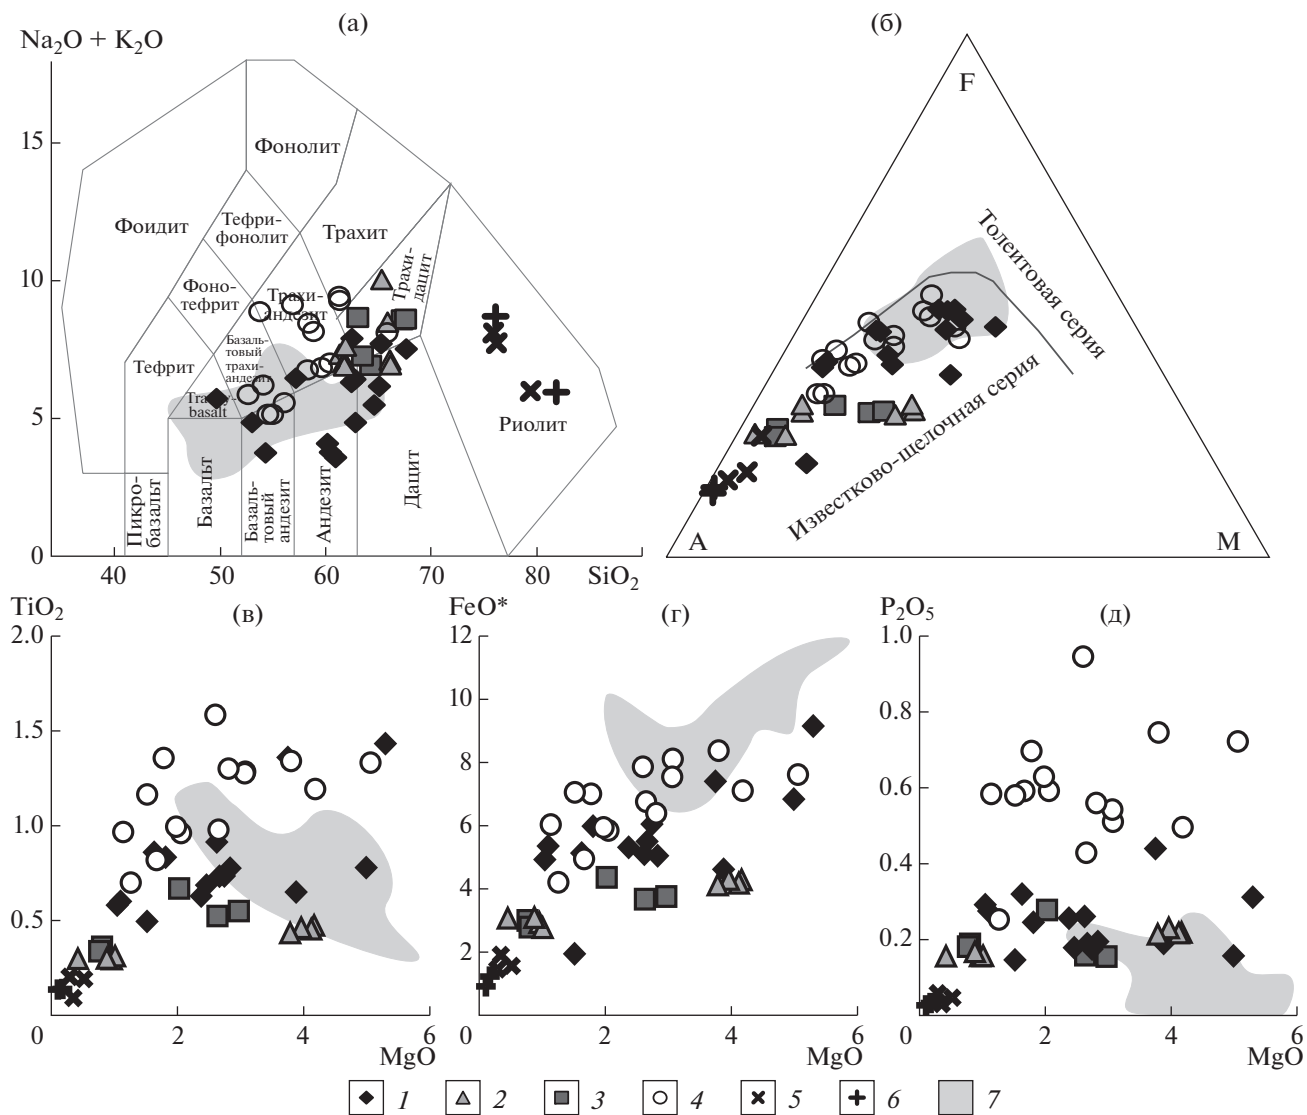 (а)
Na₂O + K₂O
15
10
5
0
40
50
60
70
80
SiO₂
Фонолит
Фоидит
Тефри-
фонолит
Трахит
Фоно-
тефрит
Трахи-
андезит
Трахи-
дацит
Тефрит
Базаль-
товый
трахи-
андезит
basalt
Риолит
Пикро-
базальт
Базальт
Базаль-
товый
андезит
Андезит
Дацит
(б)
F
A
M
Толеитовая серия
Известково-щелочная серия
(в)
TiO₂
2.0
1.5
1.0
0.5
0
2
4
6
MgO
(г)
FeO*
12
10
8
6
4
2
0
2
4
6
MgO
(д)
P₂O₅
1.0
0.8
0.6
0.4
0.2
0
2
4
6
MgO
1 2 3 4 5 6 7